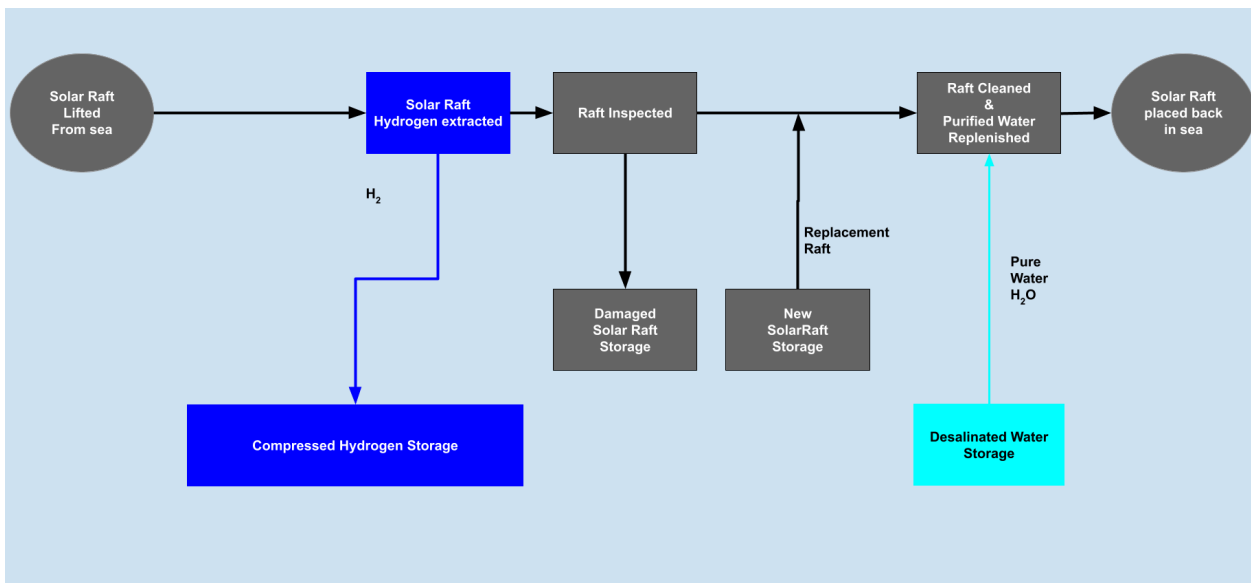 Solar Raft
Lifted
From sea
Solar Raft
Hydrogen extracted
Raft Inspected
Raft Cleaned
&
Purified Water
Replenished
Solar Raft
placed back
in sea
H₂
Replacement
Raft
Pure
Water
H₂O
Damaged
Solar Raft
Storage
New
SolarRaft
Storage
Compressed Hydrogen Storage
Desalinated Water
Storage